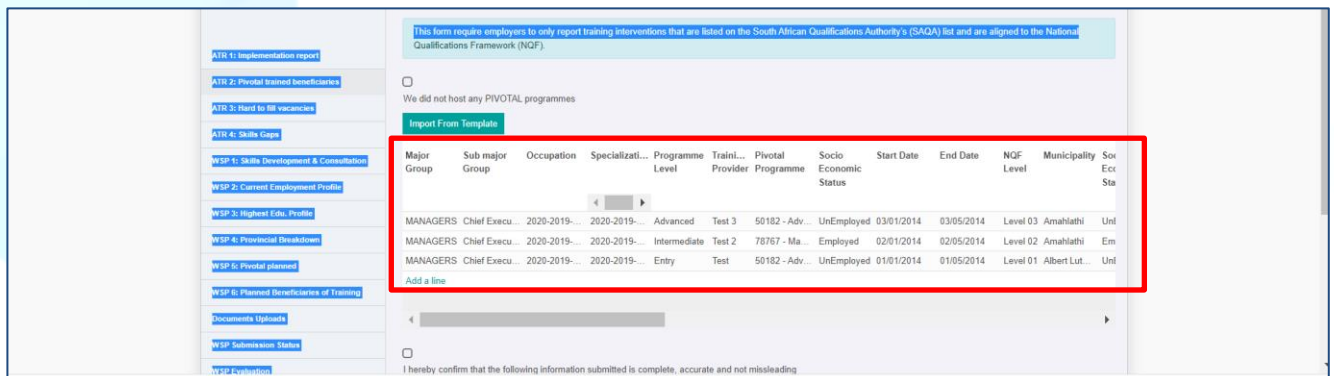 This form require employers to only report training interventions that are listed on the South African Qualifications Authority's (SAQA) list and are aligned to the National
Qualifications Framework (NQF).
ATR 1: Implementation report
ATR 2: Pivotal trained beneficiaries
ATR 3: Hard to fill vacancies
ATR 4: Skills Gaps
WSP 1: Skills Development & Consultation
WSP 2: Current Employment Profile
WSP 3: Highest Edu. Profile
WSP 4: Provincial Breakdown
WSP 5: Pivotal planned
WSP 6: Planned Beneficiaries of Training
Documents Uploads
WSP Submission Status
WSP Evaluation
We did not host any PIVOTAL programmes
Import From Template
Major Group Sub major Group Occupation Specializati... Programme Level Traini... Provider Pivotal Programme Socio Economic Status Start Date End Date NQF Level Municipality
MANAGERS Chief Execu... 2020-2019-... 2020-2019-... Advanced Test 3 50182 - Adv... UnEmployed 03/01/2014 03/05/2014 Level 03 Amahlathi
MANAGERS Chief Execu... 2020-2019-... 2020-2019-... Intermediate Test 2 78767 - Ma... Employed 02/01/2014 02/05/2014 Level 02 Amahlathi
MANAGERS Chief Execu... 2020-2019-... 2020-2019-... Entry Test 50182 - Adv... UnEmployed 01/01/2014 01/05/2014 Level 01 Albert Lut...
Add a line
I hereby confirm that the following information submitted is complete, accurate and not missleading